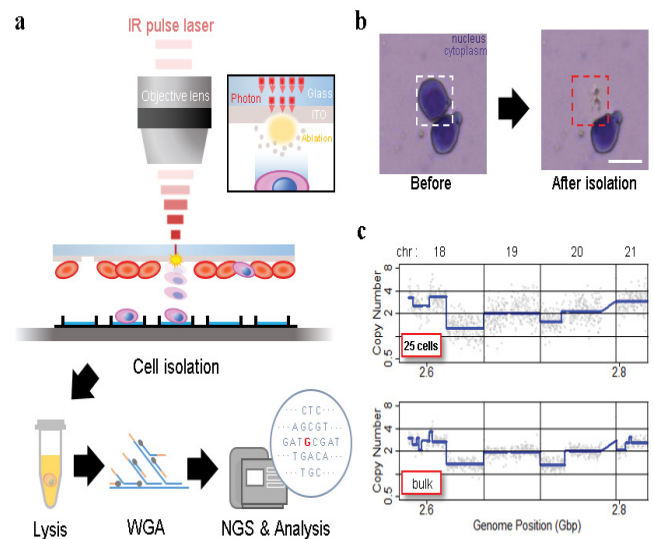 a
IR pulse laser
Objective lens
Photon
Glass
ITO
Ablation
Cell isolation
Lysis
WGA
NGS & Analysis
··· CTC ···
··· AGCGT ···
GATGCGAT
··· TGACA ···
··· TGC ···
b
nucleus
cytoplasm
Before
After isolation
c
chr : 18 19 20 21
Copy Number
8
4
2
1
0.5
25 cells
2.6 2.8
Copy Number
8
4
2
1
0.5
bulk
2.6 2.8
Genome Position (Gbp)